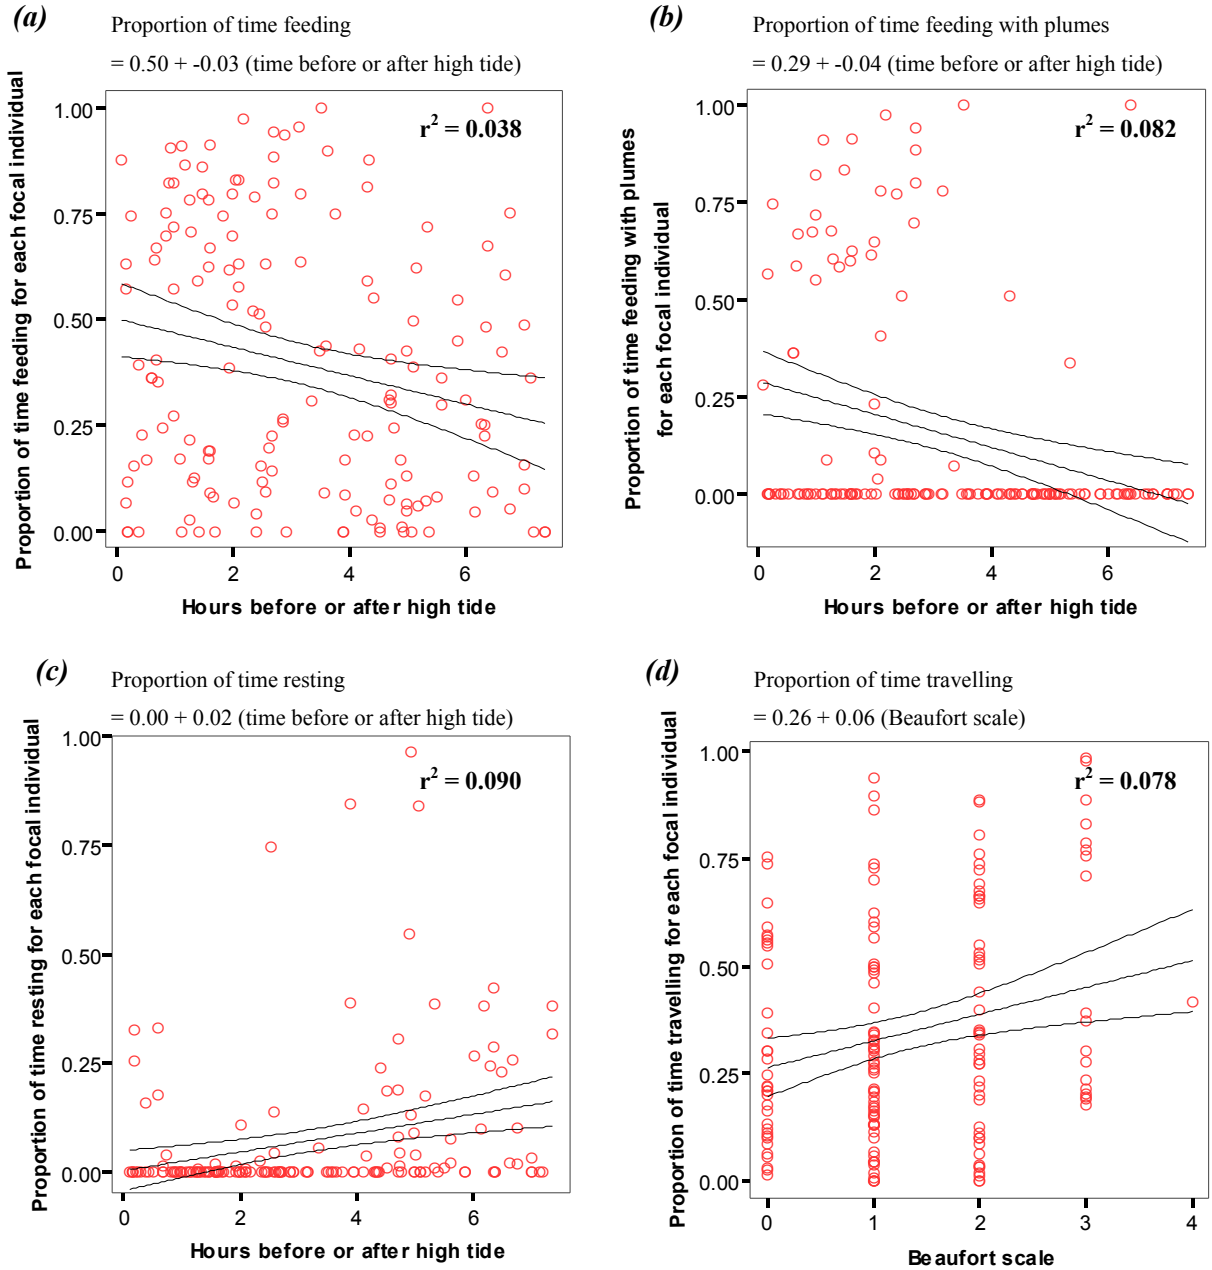 (a)
Proportion of time feeding
= 0.50 + -0.03 (time before or after high tide)
r² = 0.038
Proportion of time feeding for each focal individual
1.00
0.75
0.50
0.25
0.00
0 2 4 6
Hours before or after high tide
(b)
Proportion of time feeding with plumes
= 0.29 + -0.04 (time before or after high tide)
r² = 0.082
Proportion of time feeding with plumes
for each focal individual
1.00
0.75
0.50
0.25
0.00
0 2 4 6
Hours before or after high tide
(c)
Proportion of time resting
= 0.00 + 0.02 (time before or after high tide)
r² = 0.090
Proportion of time resting for each focal individual
1.00
0.75
0.50
0.25
0.00
0 2 4 6
Hours before or after high tide
(d)
Proportion of time travelling
= 0.26 + 0.06 (Beaufort scale)
r² = 0.078
Proportion of time travelling for each focal individual
1.00
0.75
0.50
0.25
0.00
0 1 2 3 4
Beaufort scale